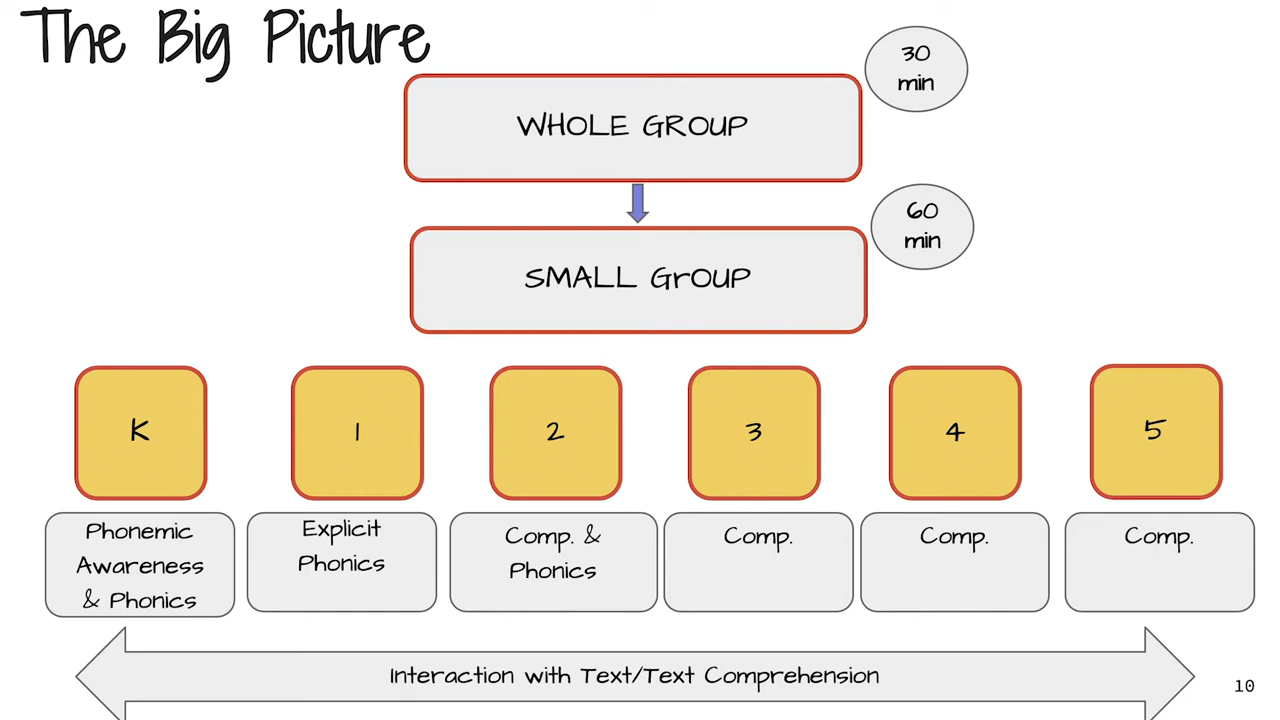 The Big Picture
30
min
WHOLE GROUP
60
min
SMALL GrOUP
K
1
2
3
4
5
Phonemic
Awareness
& Phonics
Explicit
Phonics
Comp. &
Phonics
Comp.
Comp.
Comp.
Interaction with Text/Text Comprehension
10